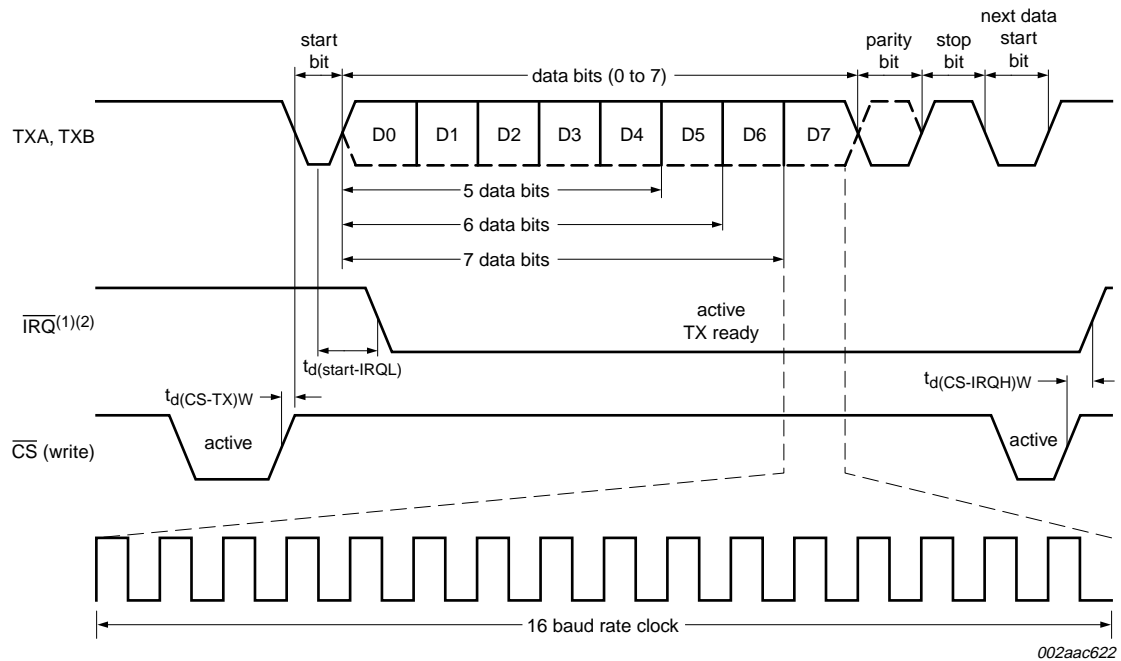 next data
start
bit
start
bit
parity
bit
stop
bit
data bits (0 to 7)
TXA, TXB
D0 D1 D2 D3 D4 D5 D6 D7
5 data bits
6 data bits
7 data bits
IRQ(1)(2)
active
TX ready
td(start-IRQL)
td(CS-TX)W
td(CS-IRQH)W
CS (write)
active
active
16 baud rate clock
002aac622